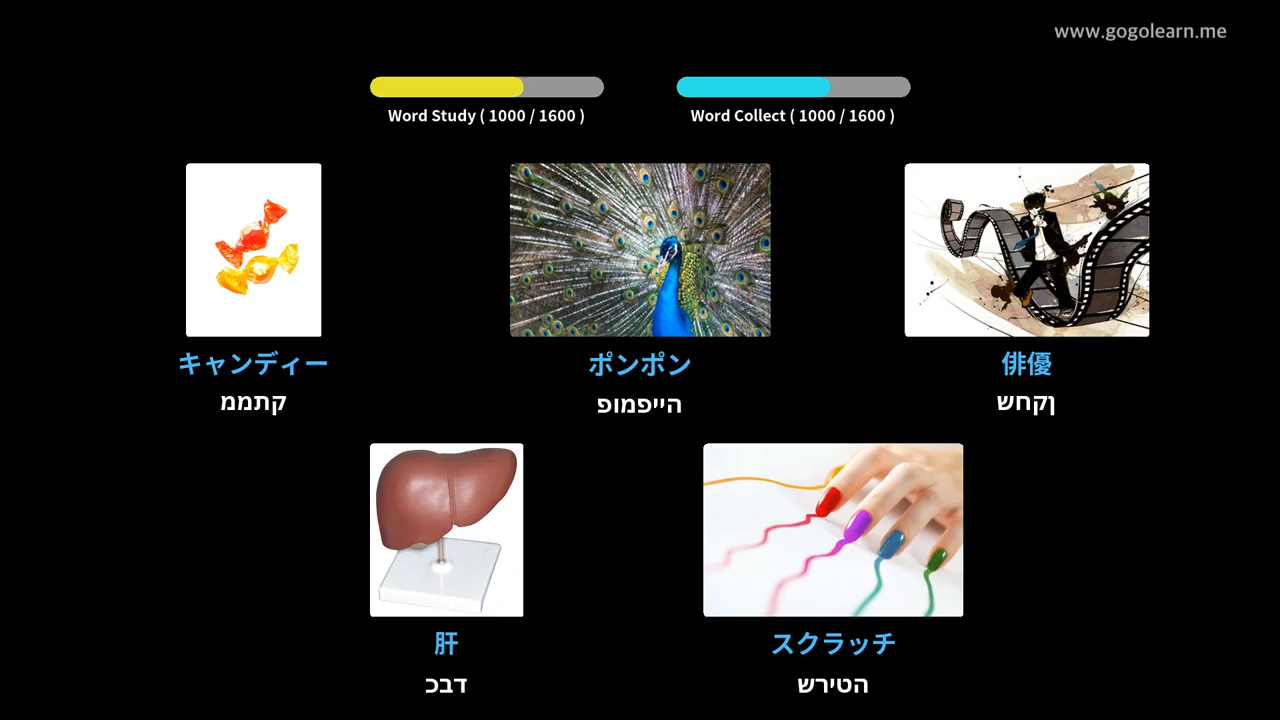 www.gogolearn.me
Word Study ( 1000 / 1600 )
Word Collect ( 1000 / 1600 )
キャンディー
ポンポン
俳優
קתממ
הייפמופ
ןקחש
肝
スクラッチ
דבכ
הטירש